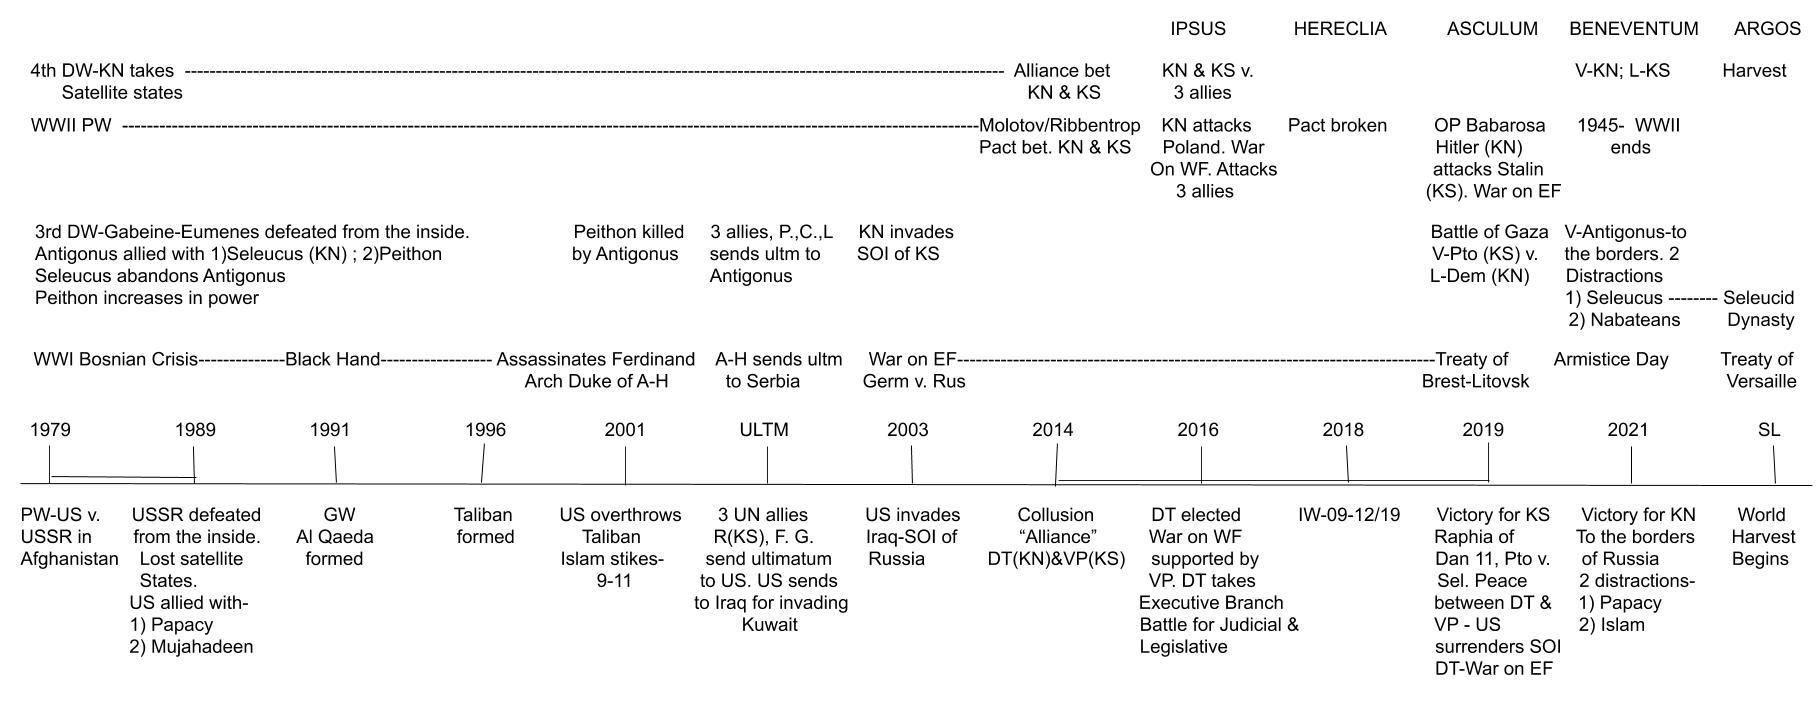 IPSUS HERECLIA ASCULUM BENEVENTUM ARGOS
4th DW-KN takes
Satellite states
Alliance bet
KN & KS
KN & KS v.
3 allies
V-KN; L-KS
Harvest
WWII PW
Molotov/Ribbentrop
Pact bet. KN & KS
KN attacks
Poland. War
On WF. Attacks
3 allies
Pact broken
OP Babarosa
Hitler (KN)
attacks Stalin
(KS). War on EF
1945- WWII
ends
3rd DW-Gabeine-Eumenes defeated from the inside.
Antigonus allied with 1)Seleucus (KN) ; 2)Peithon
Seleucus abandons Antigonus
Peithon increases in power
Peithon killed
by Antigonus
3 allies, P.,C.,L
sends ultm to
Antigonus
KN invades
SOI of KS
Battle of Gaza
V-Pto (KS) v.
L-Dem (KN)
V-Antigonus-to
the borders. 2
Distractions
1) Seleucus -------- Seleucid
2) Nabateans Dynasty
WWI Bosnian Crisis--------------Black Hand------------------ Assassinates Ferdinand
Arch Duke of A-H
A-H sends ultm
to Serbia
War on EF
Germ v. Rus
Treaty of
Brest-Litovsk
Armistice Day
Treaty of
Versaille
1979 1989 1991 1996 2001 ULTM 2003 2014 2016 2018 2019 2021 SL
PW-US v.
USSR in
Afghanistan
USSR defeated
from the inside.
Lost satellite
States.
US allied with-
1) Papacy
2) Mujahadeen
GW
Al Qaeda
formed
Taliban
formed
US overthrows
Taliban
Islam stikes-
9-11
3 UN allies
R(KS), F. G.
send ultimatum
to US. US sends
to Iraq for invading
Kuwait
US invades
Iraq-SOI of
Russia
Collusion
“Alliance”
DT(KN)&VP(KS)
DT elected
War on WF
supported by
VP. DT takes
Executive Branch
Battle for Judicial &
Legislative
IW-09-12/19
Victory for KS
Raphia of
Dan 11, Pto v.
Sel. Peace
between DT &
VP - US
surrenders SOI
DT-War on EF
Victory for KN
To the borders
of Russia
2 distractions-
1) Papacy
2) Islam
World
Harvest
Begins